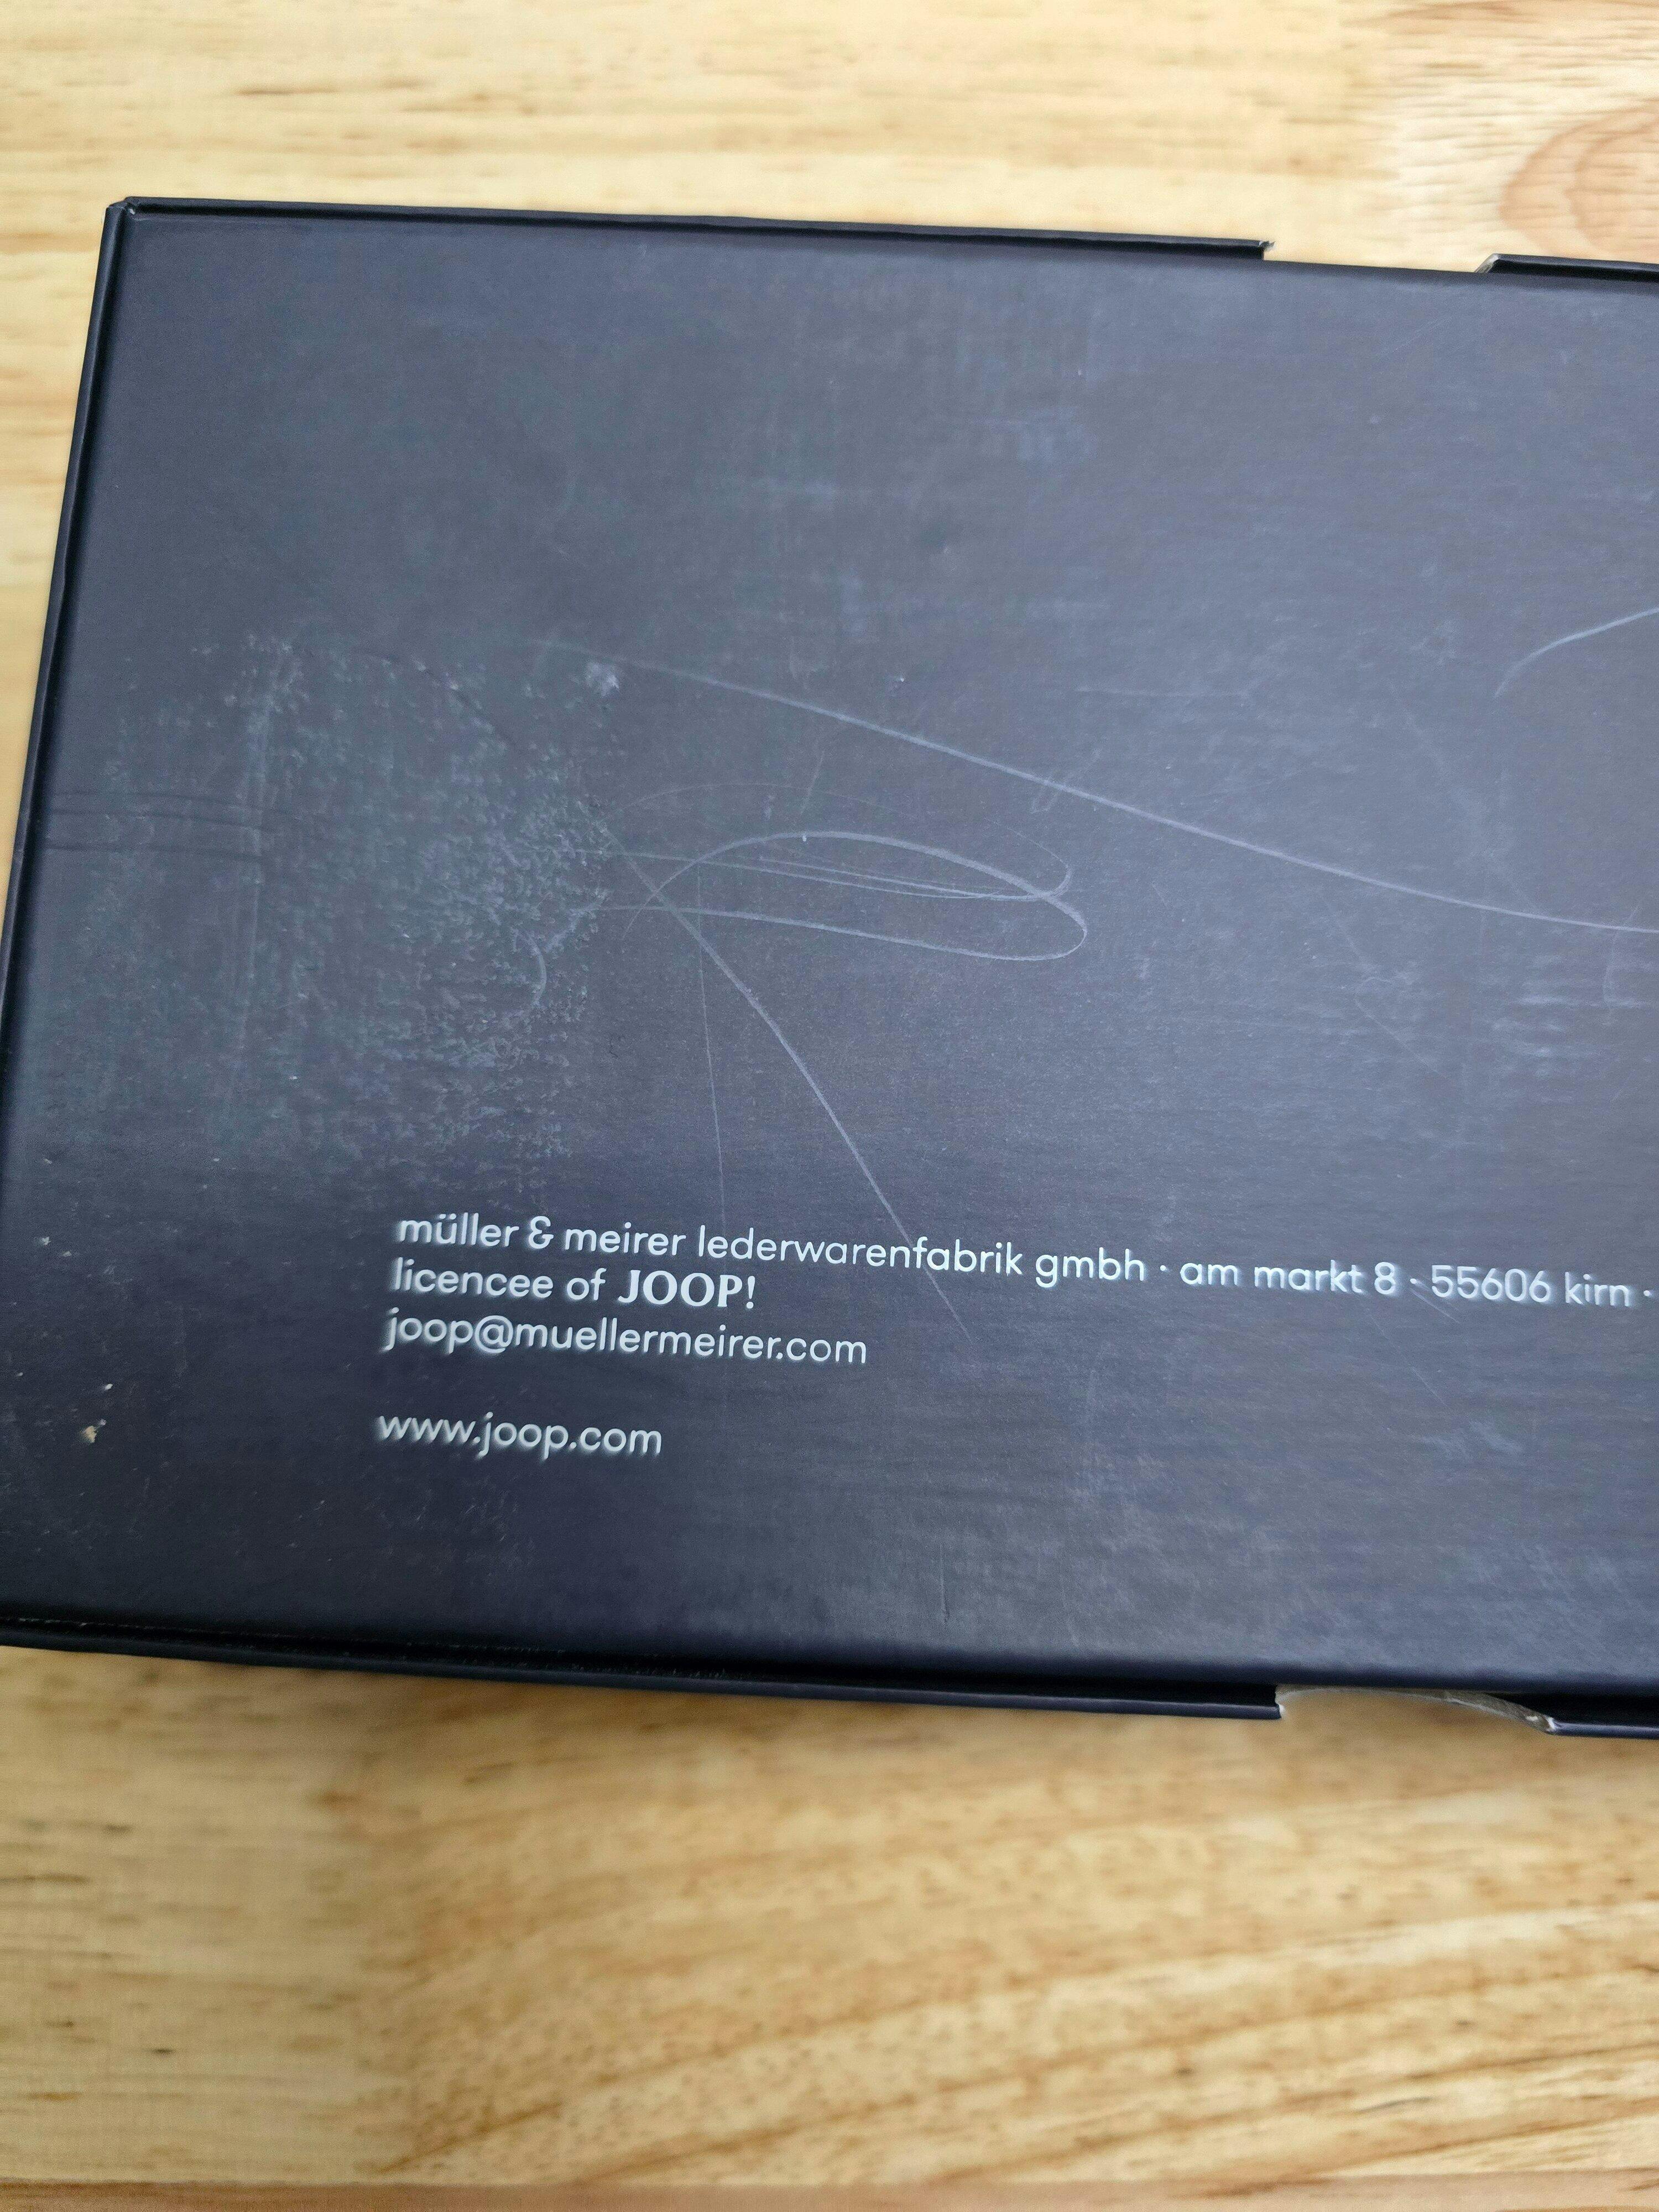 müller & meirer lederwarenfabrik gmbh · am markt 8 · 55606 kirn ·
licencee of JOOP!
joop@muellermeirer.com
www.joop.com